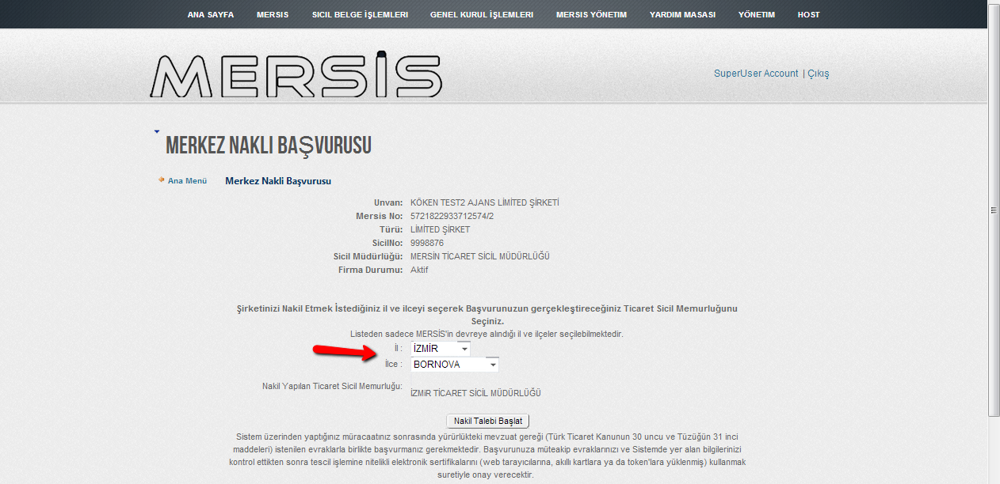 ANA SAYFA MERSIS SICIL BELGE İŞLEMLERI GENEL KURUL İŞLEMLERI MERSIS YÖNETIM YARDIM MASASI YÖNETIM HOST
MERSİS
SuperUser Account | Çıkış
MERKEZ NAKLI BAŞVURUSU
Ana Menü Merkez Nakli Başvurusu
Unvan: KÖKEN TEST2 AJANS LİMİTED ŞİRKETİ
Mersis No: 572182293371257​4/2
Türü: LİMİTED ŞİRKET
SicilNo: 9998876
Sicil Müdürlüğü: MERSİN TİCARET SİCİL MÜDÜRLÜĞÜ
Firma Durumu: Aktif
Şirketinizi Nakil Etmek İstediğiniz il ve ilceyi seçerek Başvurunuzun gerçekleştireceğiniz Ticaret Sicil Memurluğunu
Seçiniz.
Listeden sadece MERSİS'in devreye alındığı il ve ilçeler seçilebilmektedir.
İl : İZMİR
İlce : BORNOVA
Nakil Yapılan Ticaret Sicil Memurluğu:
İZMİR TİCARET SİCİL MÜDÜRLÜĞÜ
Nakil Talebi Başlat
Sistem üzerinden yaptığınız müracaatınız sonrasında yürürlükteki mevzuat gereği (Türk Ticaret Kanunun 30 uncu ve Tüzüğün 31 inci
maddeleri) istenilen evraklarla birlikte başvurmanız gerekmektedir. Başvurunuza müteakip evraklarınızı ve Sistemde yer alan bilgilerinizi
kontrol ettikten sonra tescil işlemine nitelikli elektronik sertifikalarını (web tarayıcılarına, akıllı kartlara ya da token'lara yüklenmiş) kullanmak
suretiyle onay verecektir.